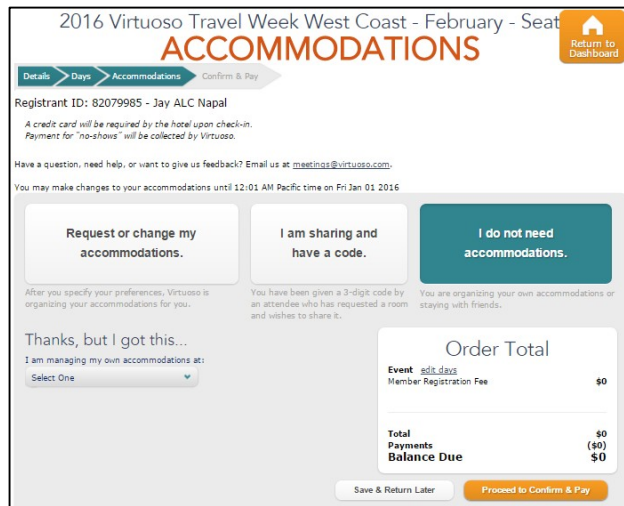 2016 Virtuoso Travel Week West Coast - February - Seat
Return to
Dashboard
ACCOMMODATIONS
Details Days Accommodations Confirm & Pay
Registrant ID: 82079985 - Jay ALC Napal
A credit card will be required by the hotel upon check-in.
Payment for "no-shows" will be collected by Virtuoso.
Have a question, need help, or want to give us feedback? Email us at meetings@virtuoso.com.
You may make changes to your accommodations until 12:01 AM Pacific time on Fri Jan 01 2016
Request or change my
accommodations.
After you specify your preferences, Virtuoso is
organizing your accommodations for you.
I am sharing and
have a code.
You have been given a 3-digit code by
an attendee who has requested a room
and wishes to share it.
I do not need
accommodations.
You are organizing your own accommodations or
staying with friends.
Thanks, but I got this...
I am managing my own accommodations at:
Select One
Order Total
Event edit days
Member Registration Fee $0
Total $0
Payments ($0)
Balance Due $0
Save & Return Later
Proceed to Confirm & Pay